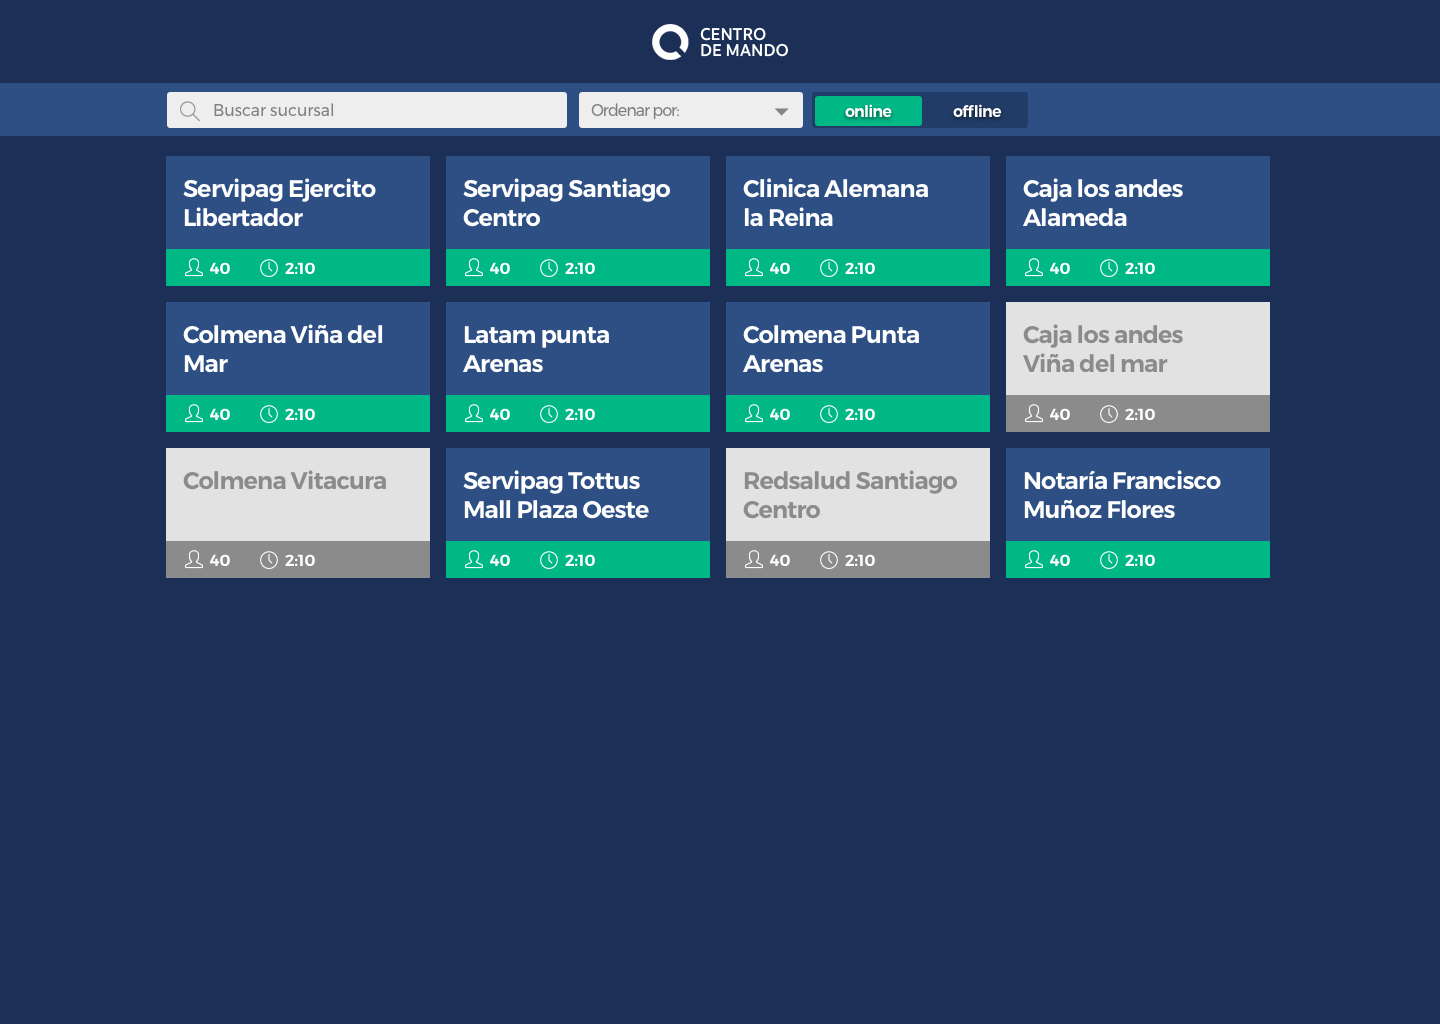 CENTRO
DE MANDO
Buscar sucursal
Ordenar por:
online
offline
Servipag Ejercito
Libertador
40 2:10
Servipag Santiago
Centro
40 2:10
Clinica Alemana
la Reina
40 2:10
Caja los andes
Alameda
40 2:10
Colmena Viña del
Mar
40 2:10
Latam punta
Arenas
40 2:10
Colmena Punta
Arenas
40 2:10
Caja los andes
Viña del mar
40 2:10
Colmena Vitacura
40 2:10
Servipag Tottus
Mall Plaza Oeste
40 2:10
Redsalud Santiago
Centro
40 2:10
Notaría Francisco
Muñoz Flores
40 2:10